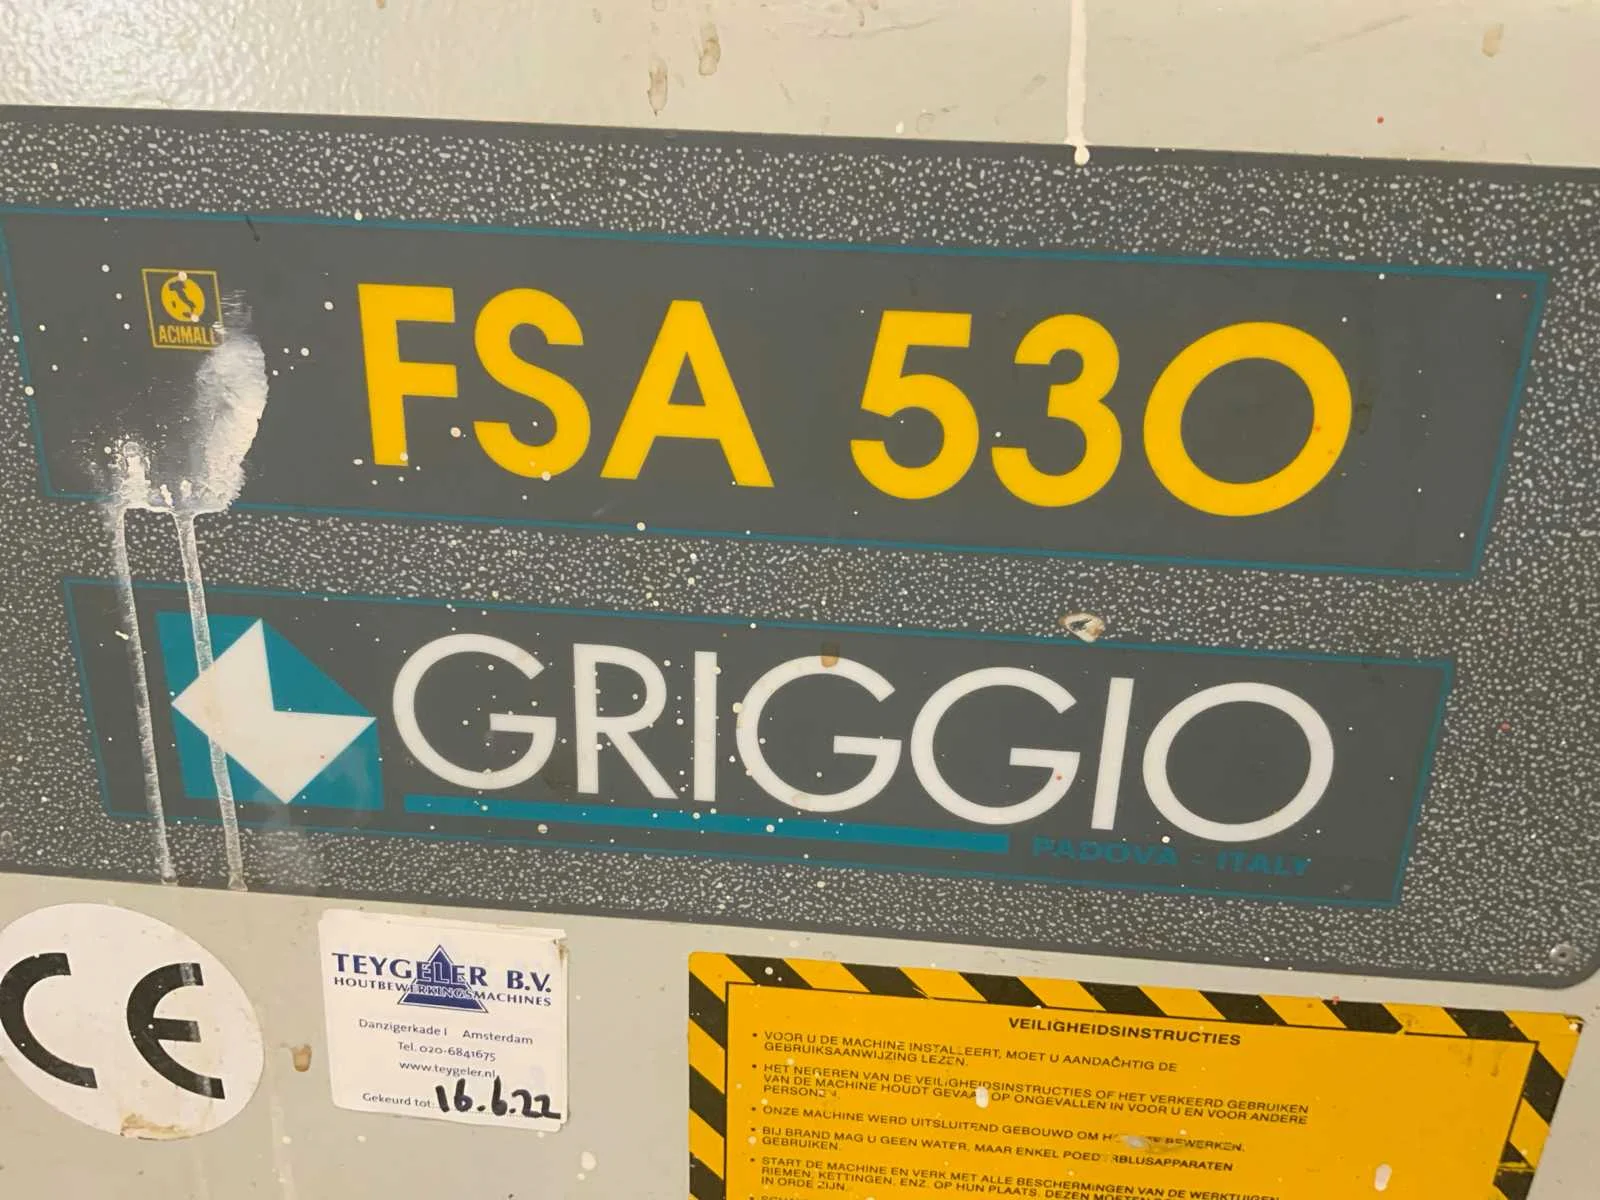 ACIMALL
FSA 530
GRIGGIO
PADOVA - ITALY
CE
TEYGELER B.V.
HOUTBEWERKINGSMACHINES
Danzigerkade 1 Amsterdam
Tel. 020-6841675
www.teygeler.nl
Gekeurd tot: 16.6.22
VEILIGHEIDSINSTRUCTIES
• VOOR U DE MACHINE INSTALLEERT, MOET U AANDACHTIG DE
GEBRUIKSAANWIJZING LEZEN.
• HET NEGEREN VAN DE VEILIGHEIDSINSTRUCTIES OF HET VERKEERD GEBRUIKEN
VAN DE MACHINE HOUDT GEVAAR OP ONGEVALLEN IN VOOR U EN VOOR ANDERE
PERSONEN.
• ONZE MACHINE WERD UITSLUITEND GEBOUWD OM BEWERKEN.
• BIJ BRAND MAG U GEEN WATER, MAAR ENKEL POEDERBLUSAPPARATEN
GEBRUIKEN.
• START DE MACHINE EN VERK MET ALLE BESCHERMINGEN VAN DE WERKTUIGEN
RIEMEN, KETTINGEN, ENZ. OP HUN PLAATS. DEZEN MOETEN
IN ORDE ZIJN.